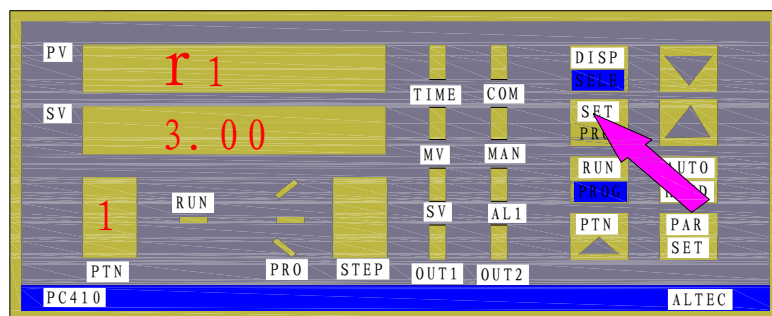 PV
r1
DISP
SELE
TIME
COM
SV
3.00
SET
MV
MAN
RUN
AUTO
PROG
1
RUN
SV
AL1
PTN
PAR
SET
PTN
PRO
STEP
OUT1
OUT2
PC410
ALTEC